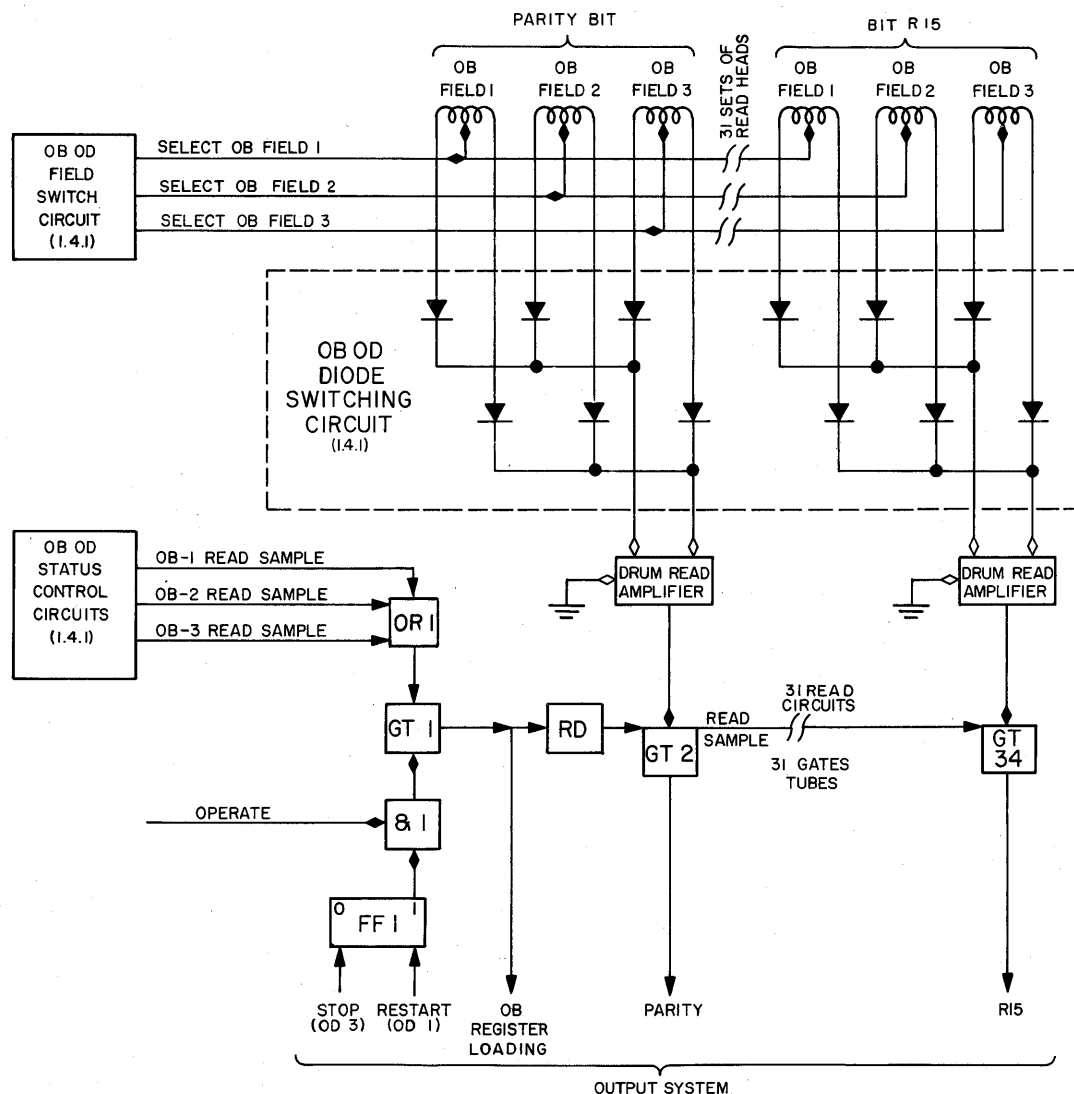 PARITY BIT
BIT R15
OB
FIELD 1
OB
FIELD 2
OB
FIELD 3
31 SETS OF
READ HEADS
OB
FIELD 1
OB
FIELD 2
OB
FIELD 3
OB OD
FIELD
SWITCH
CIRCUIT
(1.4.1)
SELECT OB FIELD 1
SELECT OB FIELD 2
SELECT OB FIELD 3
OB OD
DIODE
SWITCHING
CIRCUIT
(1.4.1)
OB OD
STATUS
CONTROL
CIRCUITS
(1.4.1)
OB-1 READ SAMPLE
OB-2 READ SAMPLE
OB-3 READ SAMPLE
OR 1
DRUM READ
AMPLIFIER
DRUM READ
AMPLIFIER
GT 1
RD
GT 2
READ
SAMPLE
31 READ
CIRCUITS
31 GATES
TUBES
GT
34
OPERATE
& 1
0 1
FF 1
STOP
(OD 3)
RESTART
(OD 1)
OB
REGISTER
LOADING
PARITY
R15
OUTPUT SYSTEM